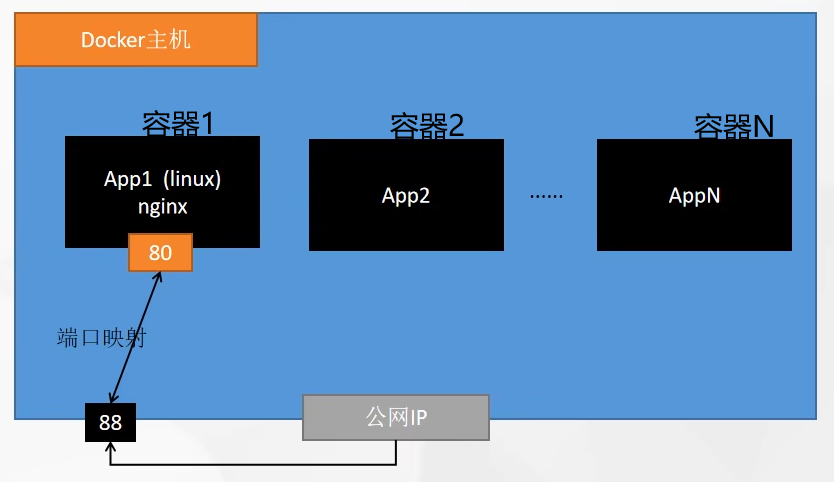 Docker主机
容器1
容器2
容器N
App1 (linux)
nginx
App2
······
AppN
80
端口映射
88
公网IP